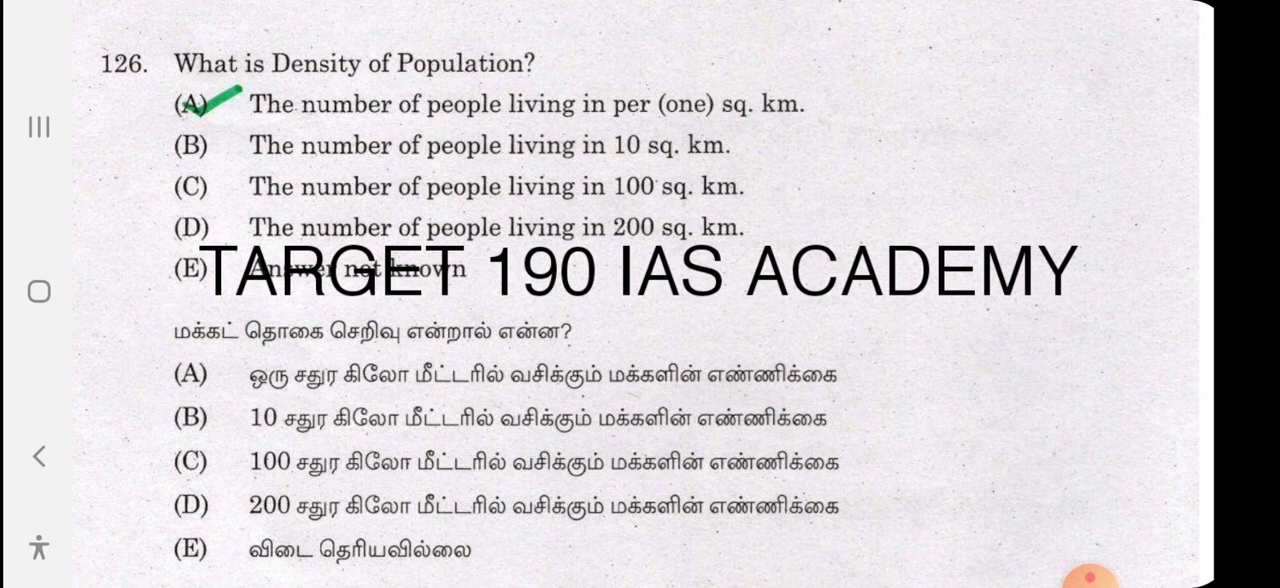 126. What is Density of Population?
(A) The number of people living in per (one) sq. km.
(B) The number of people living in 10 sq. km.
(C) The number of people living in 100 sq. km.
(D) The number of people living in 200 sq. km.
(E) Answer not known
TARGET 190 IAS ACADEMY
மக்கட் தொகை செறிவு என்றால் என்ன?
(A) ஒரு சதுர கிலோ மீட்டரில் வசிக்கும் மக்களின் எண்ணிக்கை
(B) 10 சதுர கிலோ மீட்டரில் வசிக்கும் மக்களின் எண்ணிக்கை
(C) 100 சதுர கிலோ மீட்டரில் வசிக்கும் மக்களின் எண்ணிக்கை
(D) 200 சதுர கிலோ மீட்டரில் வசிக்கும் மக்களின் எண்ணிக்கை
(E) விடை தெரியவில்லை